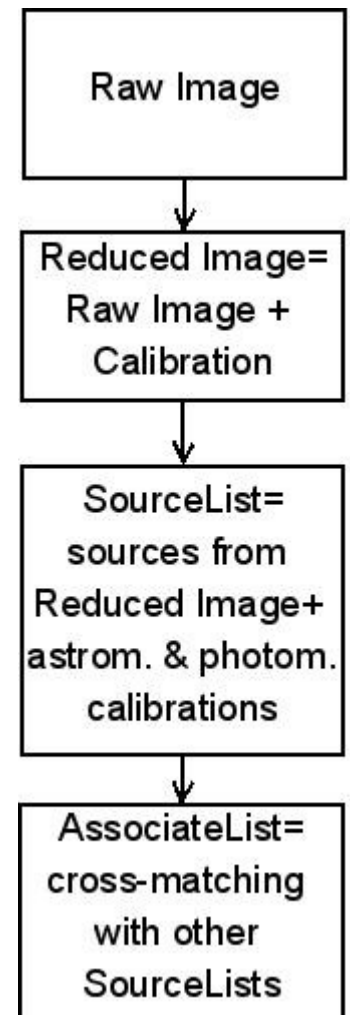 Raw Image
Reduced Image=
Raw Image +
Calibration
SourceList=
sources from
Reduced Image+
astrom. & photom.
calibrations
AssociateList=
cross-matching
with other
SourceLists